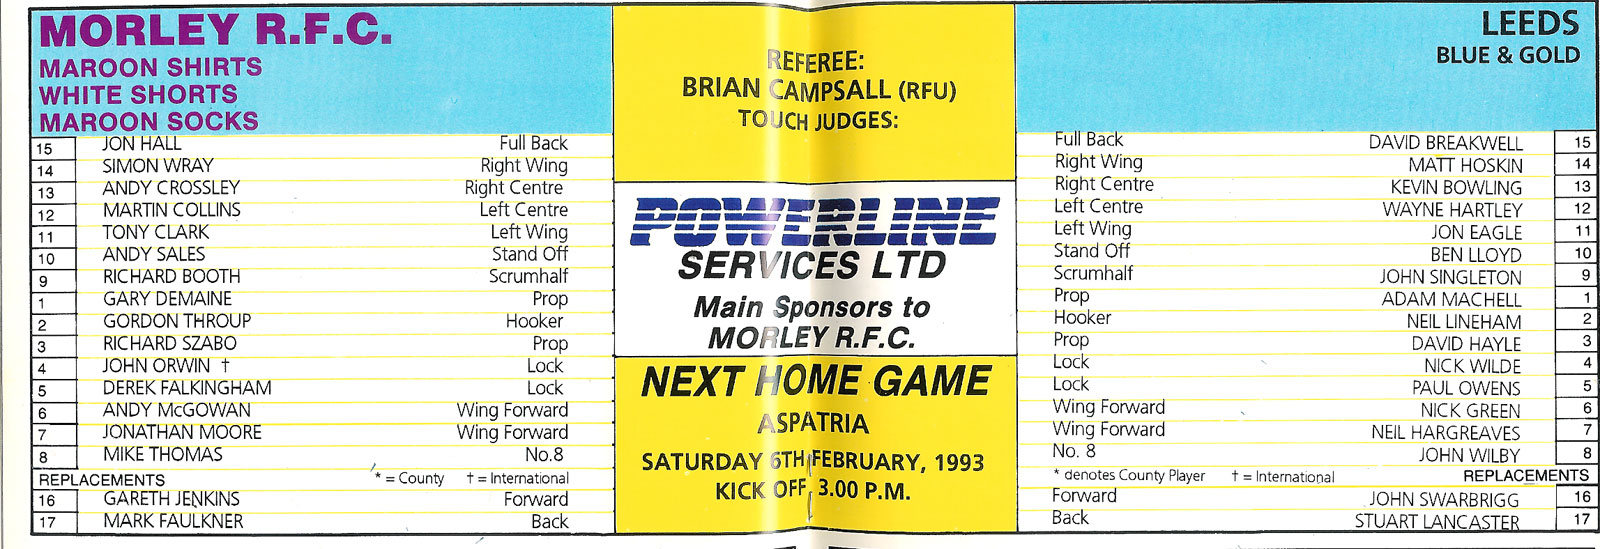 MORLEY R.F.C.
MAROON SHIRTS
WHITE SHORTS
MAROON SOCKS
15 JON HALL Full Back
14 SIMON WRAY Right Wing
13 ANDY CROSSLEY Right Centre
12 MARTIN COLLINS Left Centre
11 TONY CLARK Left Wing
10 ANDY SALES Stand Off
9 RICHARD BOOTH Scrumhalf
1 GARY DEMAINE Prop
2 GORDON THROUP Hooker
3 RICHARD SZABO Prop
4 JOHN ORWIN † Lock
5 DEREK FALKINGHAM Lock
6 ANDY McGOWAN Wing Forward
7 JONATHAN MOORE Wing Forward
8 MIKE THOMAS No.8
REPLACEMENTS * = County † = International
16 GARETH JENKINS Forward
17 MARK FAULKNER Back
REFEREE:
BRIAN CAMPSALL (RFU)
TOUCH JUDGES:
POWERLINE
SERVICES LTD
Main Sponsors to
MORLEY R.F.C.
NEXT HOME GAME
ASPATRIA
SATURDAY 6TH FEBRUARY, 1993
KICK OFF 3.00 P.M.
LEEDS
BLUE & GOLD
Full Back DAVID BREAKWELL 15
Right Wing MATT HOSKIN 14
Right Centre KEVIN BOWLING 13
Left Centre WAYNE HARTLEY 12
Left Wing JON EAGLE 11
Stand Off BEN LLOYD 10
Scrumhalf JOHN SINGLETON 9
Prop ADAM MACHELL 1
Hooker NEIL LINEHAM 2
Prop DAVID HAYLE 3
Lock NICK WILDE 4
Lock PAUL OWENS 5
Wing Forward NICK GREEN 6
Wing Forward NEIL HARGREAVES 7
No. 8 JOHN WILBY 8
* denotes County Player † = International REPLACEMENTS
Forward JOHN SWARBRIGG 16
Back STUART LANCASTER 17